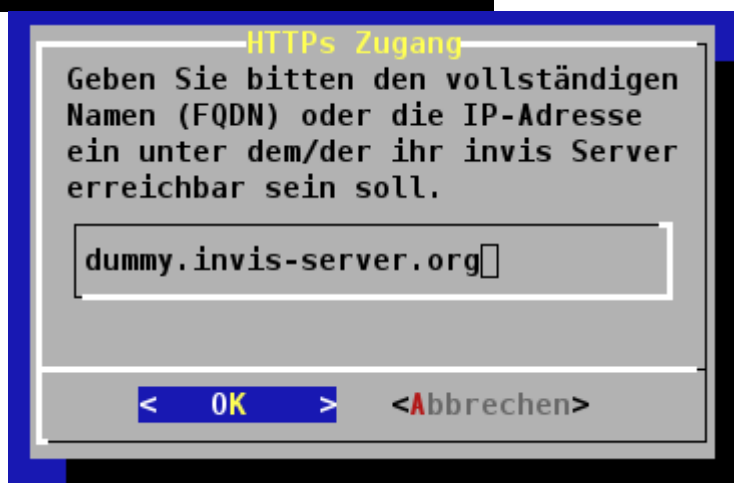 HTTPs Zugang
Geben Sie bitten den vollständigen
Namen (FQDN) oder die IP-Adresse
ein unter dem/der ihr invis Server
erreichbar sein soll.
dummy.invis-server.org
< OK > <Abbrechen>